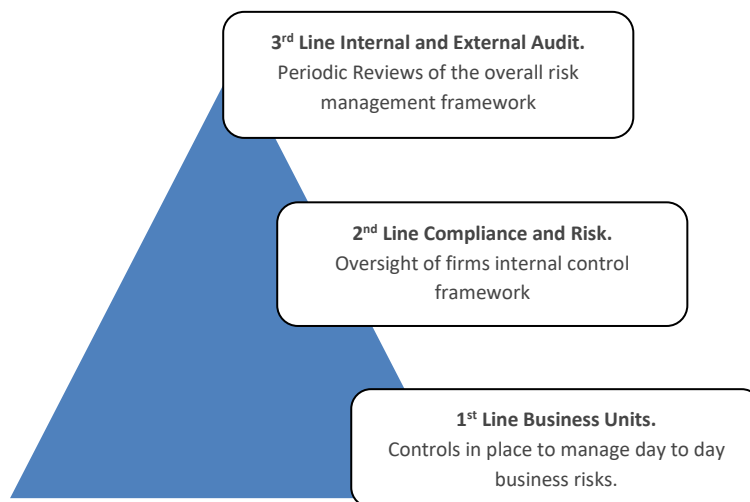 3rd Line Internal and External Audit.
Periodic Reviews of the overall risk
management framework
2nd Line Compliance and Risk.
Oversight of firms internal control
framework
1st Line Business Units.
Controls in place to manage day to day
business risks.